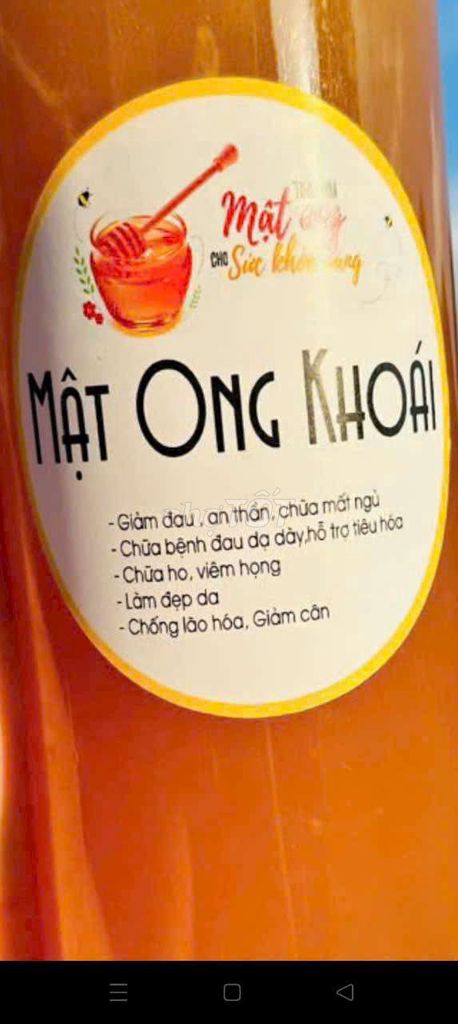 Mật ong
CHO Sức khỏe
MẬT ONG KHOÁI
- Giảm đau , an thần, chữa mất ngủ
- Chữa bệnh đau dạ dày,hỗ trợ tiêu hóa
- Chữa ho, viêm họng
- Làm đẹp da
- Chống lão hóa, Giảm cân